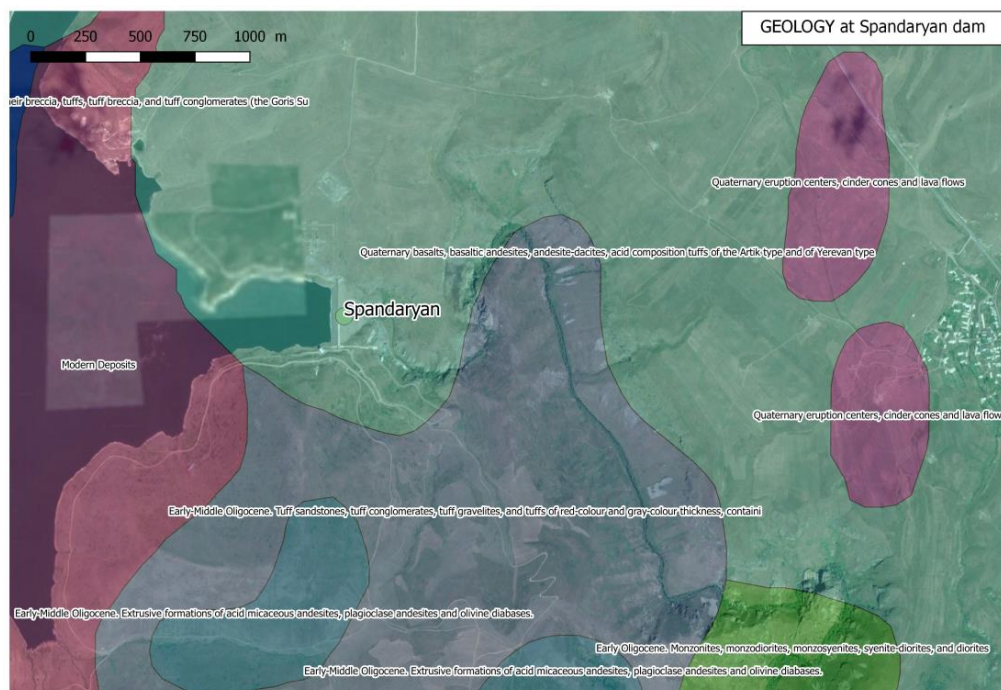 GEOLOGY at Spandaryan dam
0 250 500 750 1000 m
eir breccia, tuffs, tuff breccia, and tuff conglomerates (the Goris Su
Quaternary eruption centers, cinder cones and lava flows
Quaternary basalts, basaltic andesites, andesite-dacites, acid composition tuffs of the Artik type and of Yerevan type
Spandaryan
Modern Deposits
Quaternary eruption centers, cinder cones and lava flow
Early-Middle Oligocene. Tuff sandstones, tuff conglomerates, tuff gravelites, and tuffs of red-colour and gray-colour thickness, containi
Early-Middle Oligocene. Extrusive formations of acid micaceous andesites, plagioclase andesites and olivine diabases.
Early Oligocene. Monzonites, monzodiorites, monzosyenites, syenite-diorites, and diorites
Early-Middle Oligocene. Extrusive formations of acid micaceous andesites, plagioclase andesites and olivine diabases.